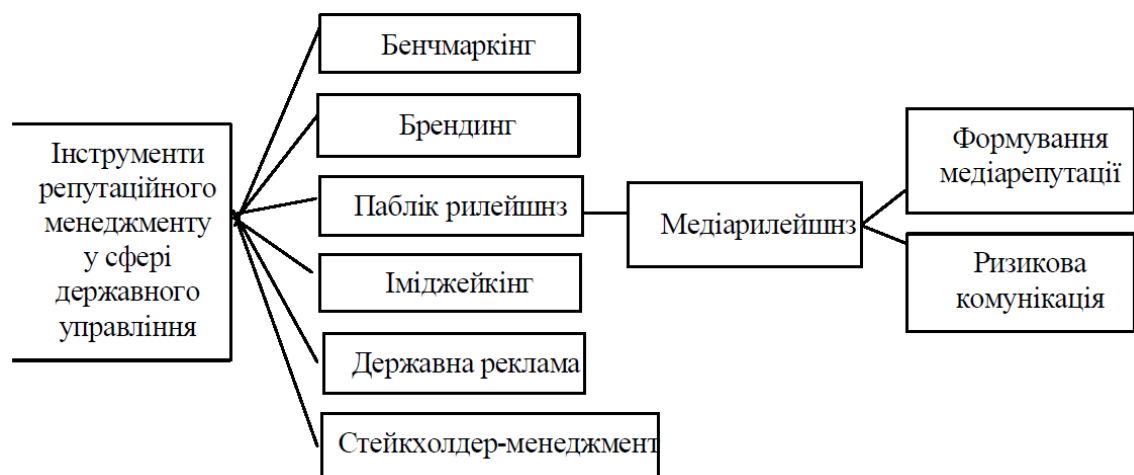 Інструменти
репутаційного
менеджменту
у сфері
державного
управління
Бенчмаркінг
Брендинг
Паблік рилейшнз
Іміджейкінг
Державна реклама
Стейкхолдер-менеджмент
Медіарилейшнз
Формування
медіарепутації
Ризикова
комунікація